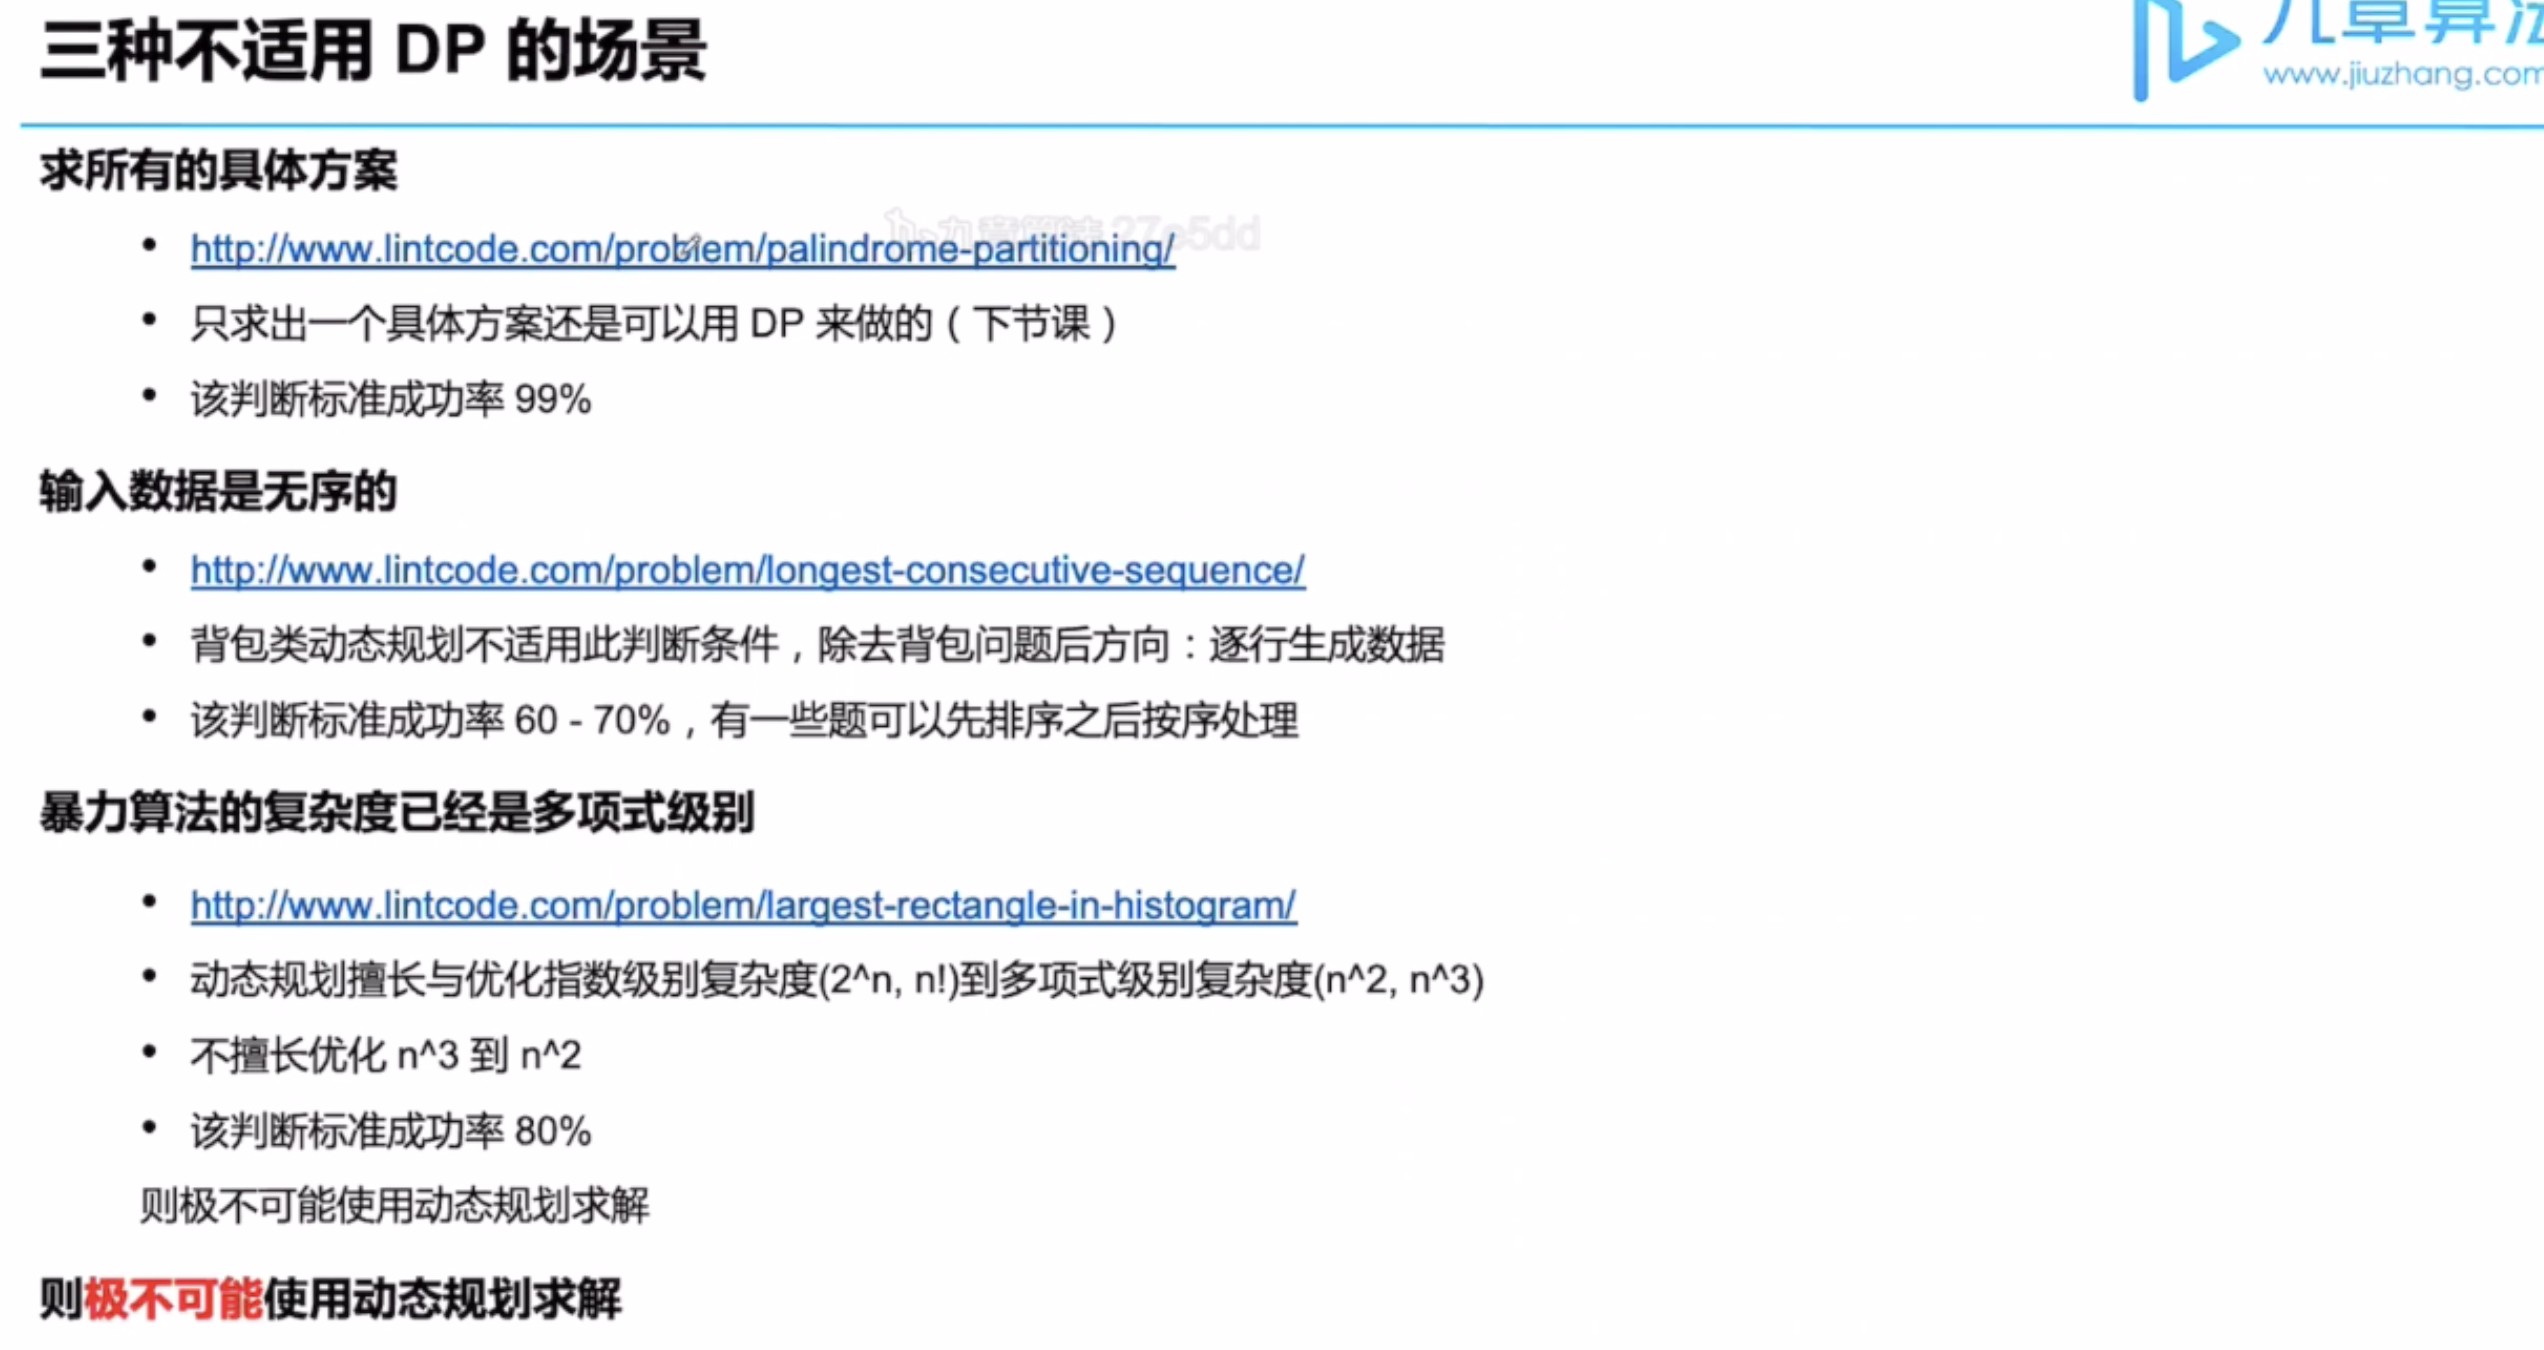 三种不适用 DP 的场景
九章算法
www.jiuzhang.com
求所有的具体方案
• http://www.lintcode.com/problem/palindrome-partitioning/
九章算法 27e5dd
• 只求出一个具体方案还是可以用 DP 来做的（下节课）
• 该判断标准成功率 99%
输入数据是无序的
• http://www.lintcode.com/problem/longest-consecutive-sequence/
• 背包类动态规划不适用此判断条件，除去背包问题后方向：逐行生成数据
• 该判断标准成功率 60 - 70%，有一些题可以先排序之后按序处理
暴力算法的复杂度已经是多项式级别
• http://www.lintcode.com/problem/largest-rectangle-in-histogram/
• 动态规划擅长与优化指数级别复杂度(2^n, n!)到多项式级别复杂度(n^2, n^3)
• 不擅长优化 n^3 到 n^2
• 该判断标准成功率 80%
则极不可能使用动态规划求解
则极不可能使用动态规划求解